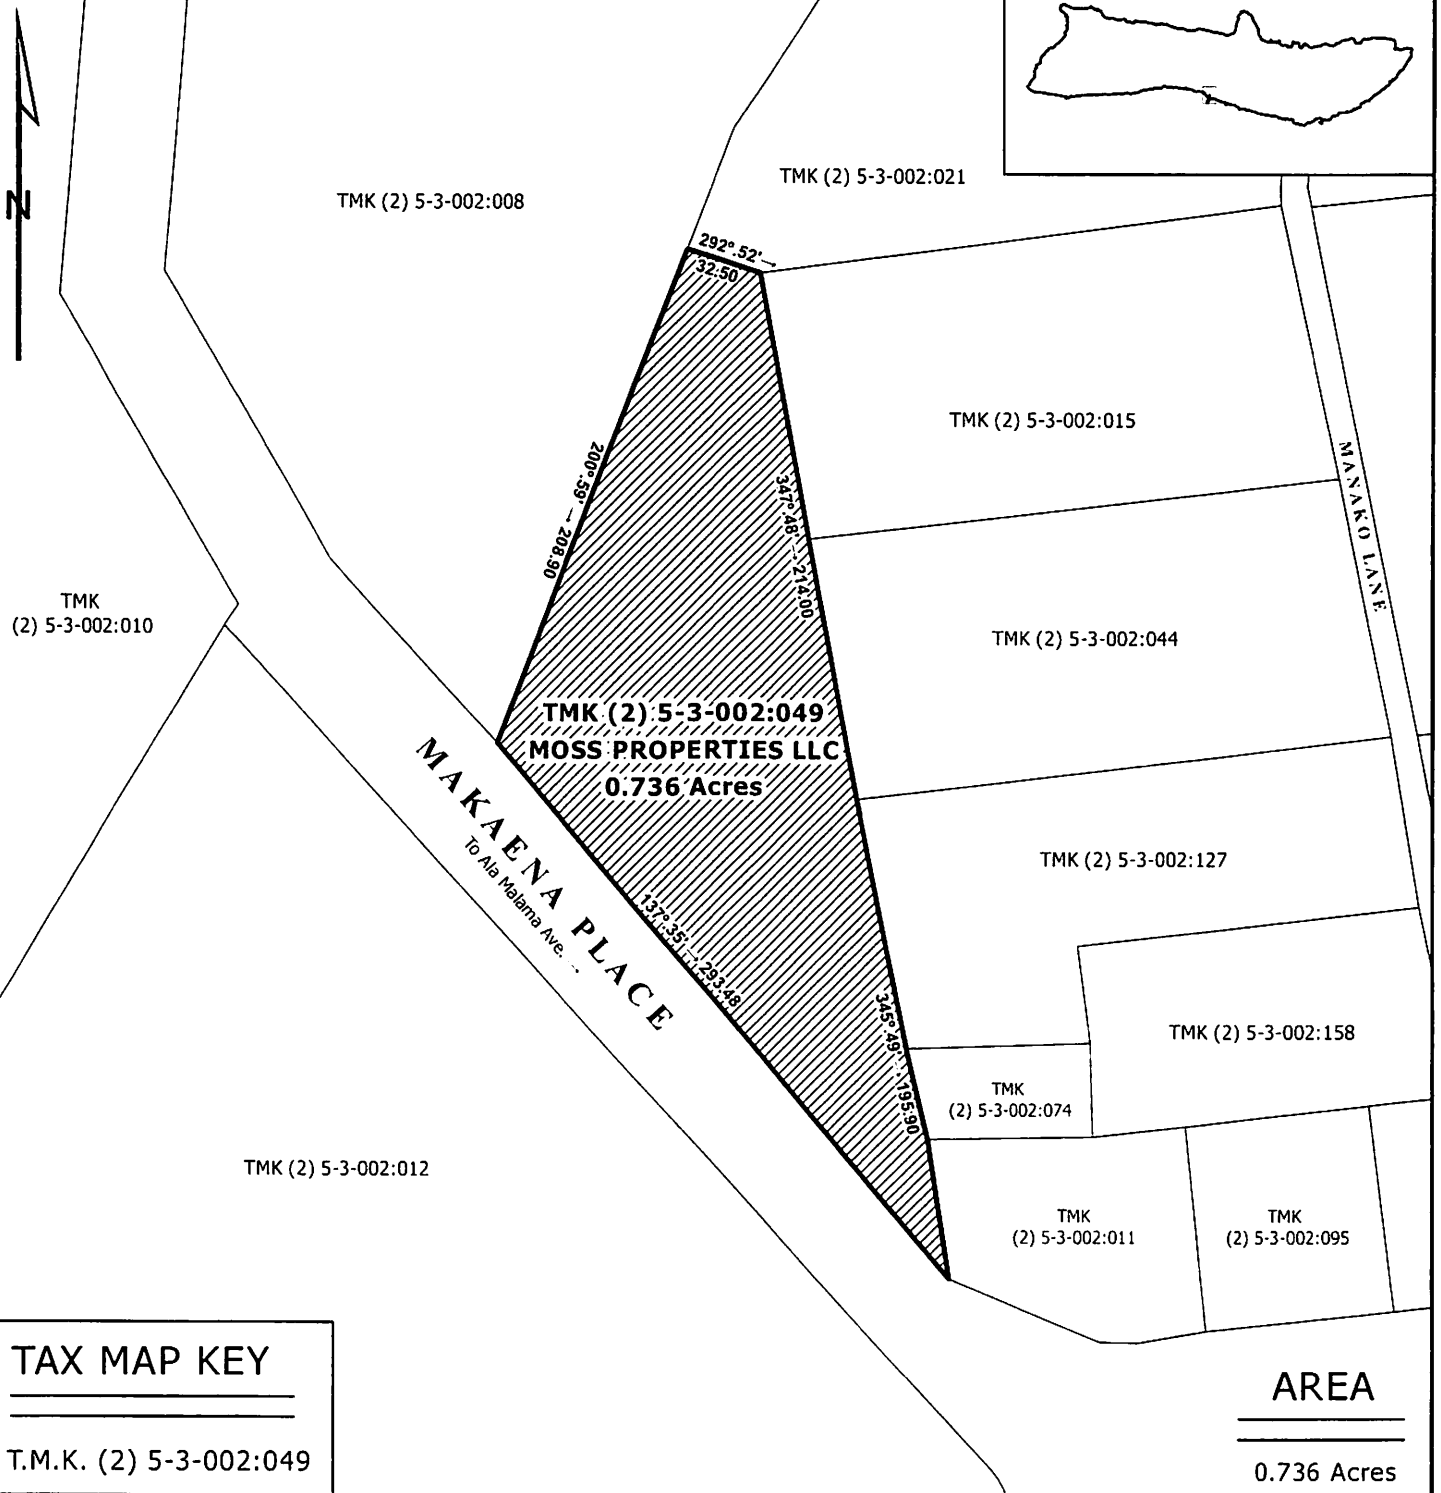 N
TMK (2) 5-3-002:008
TMK (2) 5-3-002:021
292°.52'→
32.50
TMK (2) 5-3-002:015
200°.59' → 208.90
347°.48' → 214.00
MANAKO LANE
TMK
(2) 5-3-002:010
TMK (2) 5-3-002:044
TMK (2) 5-3-002:049
MOSS PROPERTIES LLC
0.736 Acres
MAKAENA PLACE
To Ala Malama Ave. →
TMK (2) 5-3-002:127
137°.35' → 293.48
345°.49' → 195.90
TMK (2) 5-3-002:158
TMK
(2) 5-3-002:074
TMK (2) 5-3-002:012
TMK
(2) 5-3-002:011
TMK
(2) 5-3-002:095
TAX MAP KEY
T.M.K. (2) 5-3-002:049
AREA
0.736 Acres